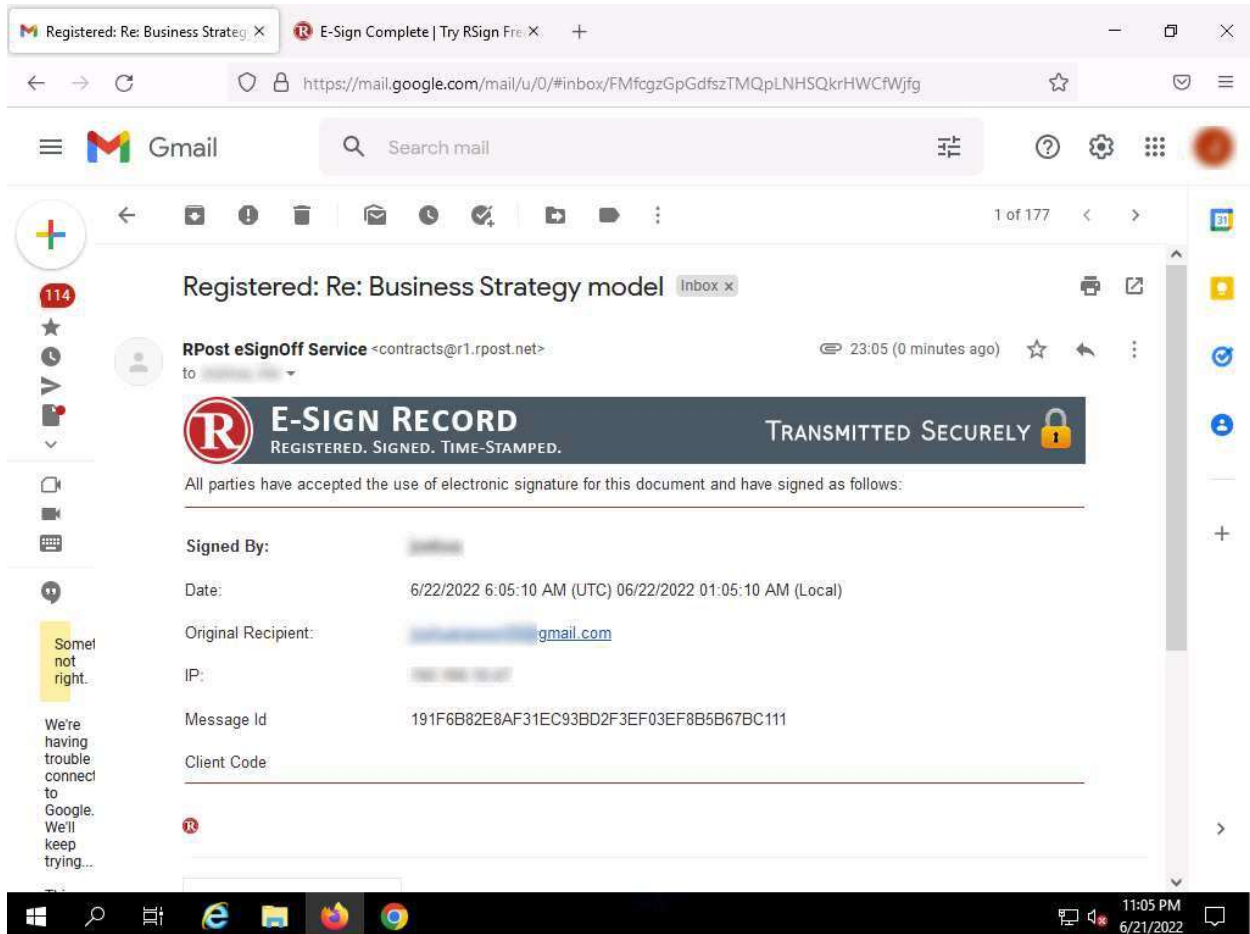 Registered: Re: Business Strateg
E-Sign Complete | Try RSign Fre
https://mail.google.com/mail/u/0/#inbox/FMfcgzGpGdfszTMQpLNHSQkrHWCfWjfg
Gmail
Search mail
1 of 177
31
114
Registered: Re: Business Strategy model Inbox x
RPost eSignOff Service <contracts@r1.rpost.net>
23:05 (0 minutes ago)
to
R E-SIGN RECORD
REGISTERED. SIGNED. TIME-STAMPED.
TRANSMITTED SECURELY
All parties have accepted the use of electronic signature for this document and have signed as follows:
Signed By:
Date: 6/22/2022 6:05:10 AM (UTC) 06/22/2022 01:05:10 AM (Local)
Original Recipient: gmail.com
IP:
Message Id 191F6B82E8AF31EC93BD2F3EF03EF8B5B67BC111
Client Code
R
Somet
not
right.
We're
having
trouble
connect
to
Google.
We'll
keep
trying...
11:05 PM
6/21/2022